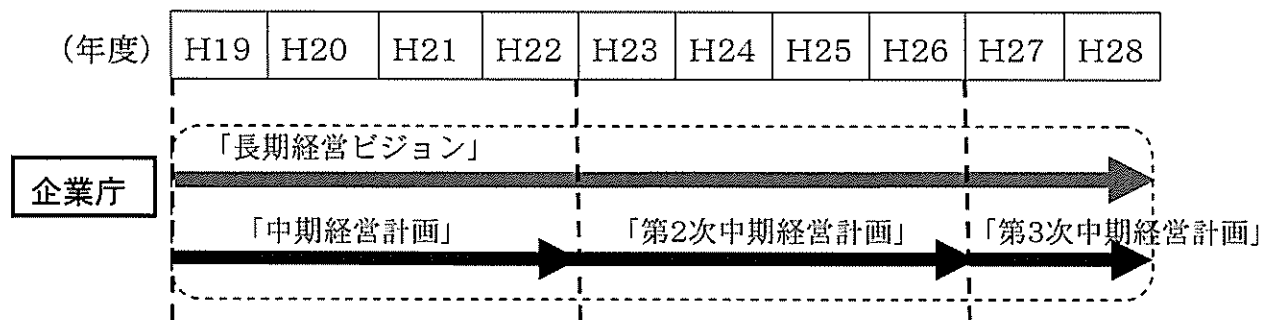 (年度) H19 H20 H21 H22 H23 H24 H25 H26 H27 H28
「長期経営ビジョン」
企業庁
「中期経営計画」 「第2次中期経営計画」 「第3次中期経営計画」